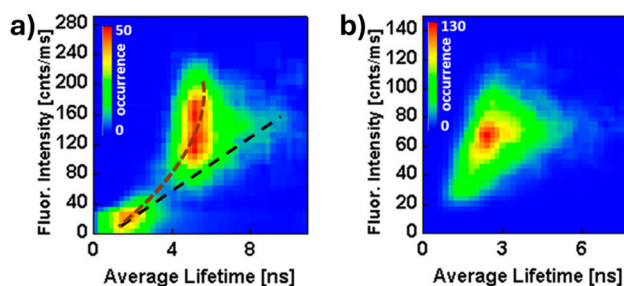 a)
Fluor. Intensity [cnts/ms]
280
240
200
160
120
80
40
0
50
occurrence
0
0 4 8
Average Lifetime [ns]
b)
Fluor. Intensity [cnts/ms]
140
120
100
80
60
40
20
0
130
occurrence
0
0 3 6
Average Lifetime [ns]